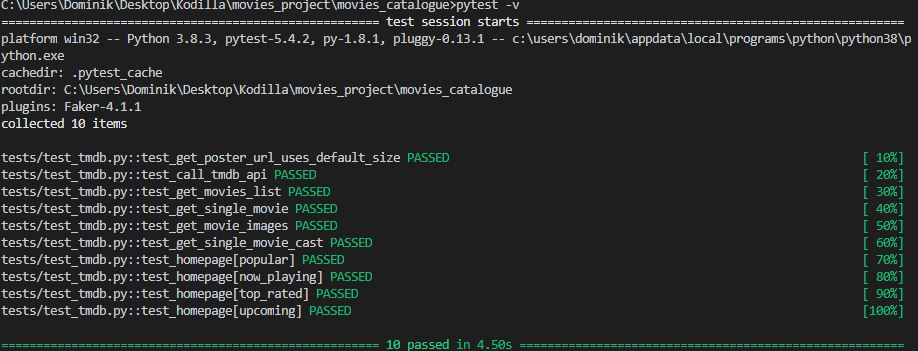 C:\Users\Dominik\Desktop\Kodilla\movies_project\movies_catalogue>pytest -v
====================================================== test session starts ======================================================
platform win32 -- Python 3.8.3, pytest-5.4.2, py-1.8.1, pluggy-0.13.1 -- c:\users\dominik\appdata\local\programs\python\python38\p
ython.exe
cachedir: .pytest_cache
rootdir: C:\Users\Dominik\Desktop\Kodilla\movies_project\movies_catalogue
plugins: Faker-4.1.1
collected 10 items
tests/test_tmdb.py::test_get_poster_url_uses_default_size PASSED [ 10%]
tests/test_tmdb.py::test_call_tmdb_api PASSED [ 20%]
tests/test_tmdb.py::test_get_movies_list PASSED [ 30%]
tests/test_tmdb.py::test_get_single_movie PASSED [ 40%]
tests/test_tmdb.py::test_get_movie_images PASSED [ 50%]
tests/test_tmdb.py::test_get_single_movie_cast PASSED [ 60%]
tests/test_tmdb.py::test_homepage[popular] PASSED [ 70%]
tests/test_tmdb.py::test_homepage[now_playing] PASSED [ 80%]
tests/test_tmdb.py::test_homepage[top_rated] PASSED [ 90%]
tests/test_tmdb.py::test_homepage[upcoming] PASSED [100%]
====================================================== 10 passed in 4.50s =======================================================